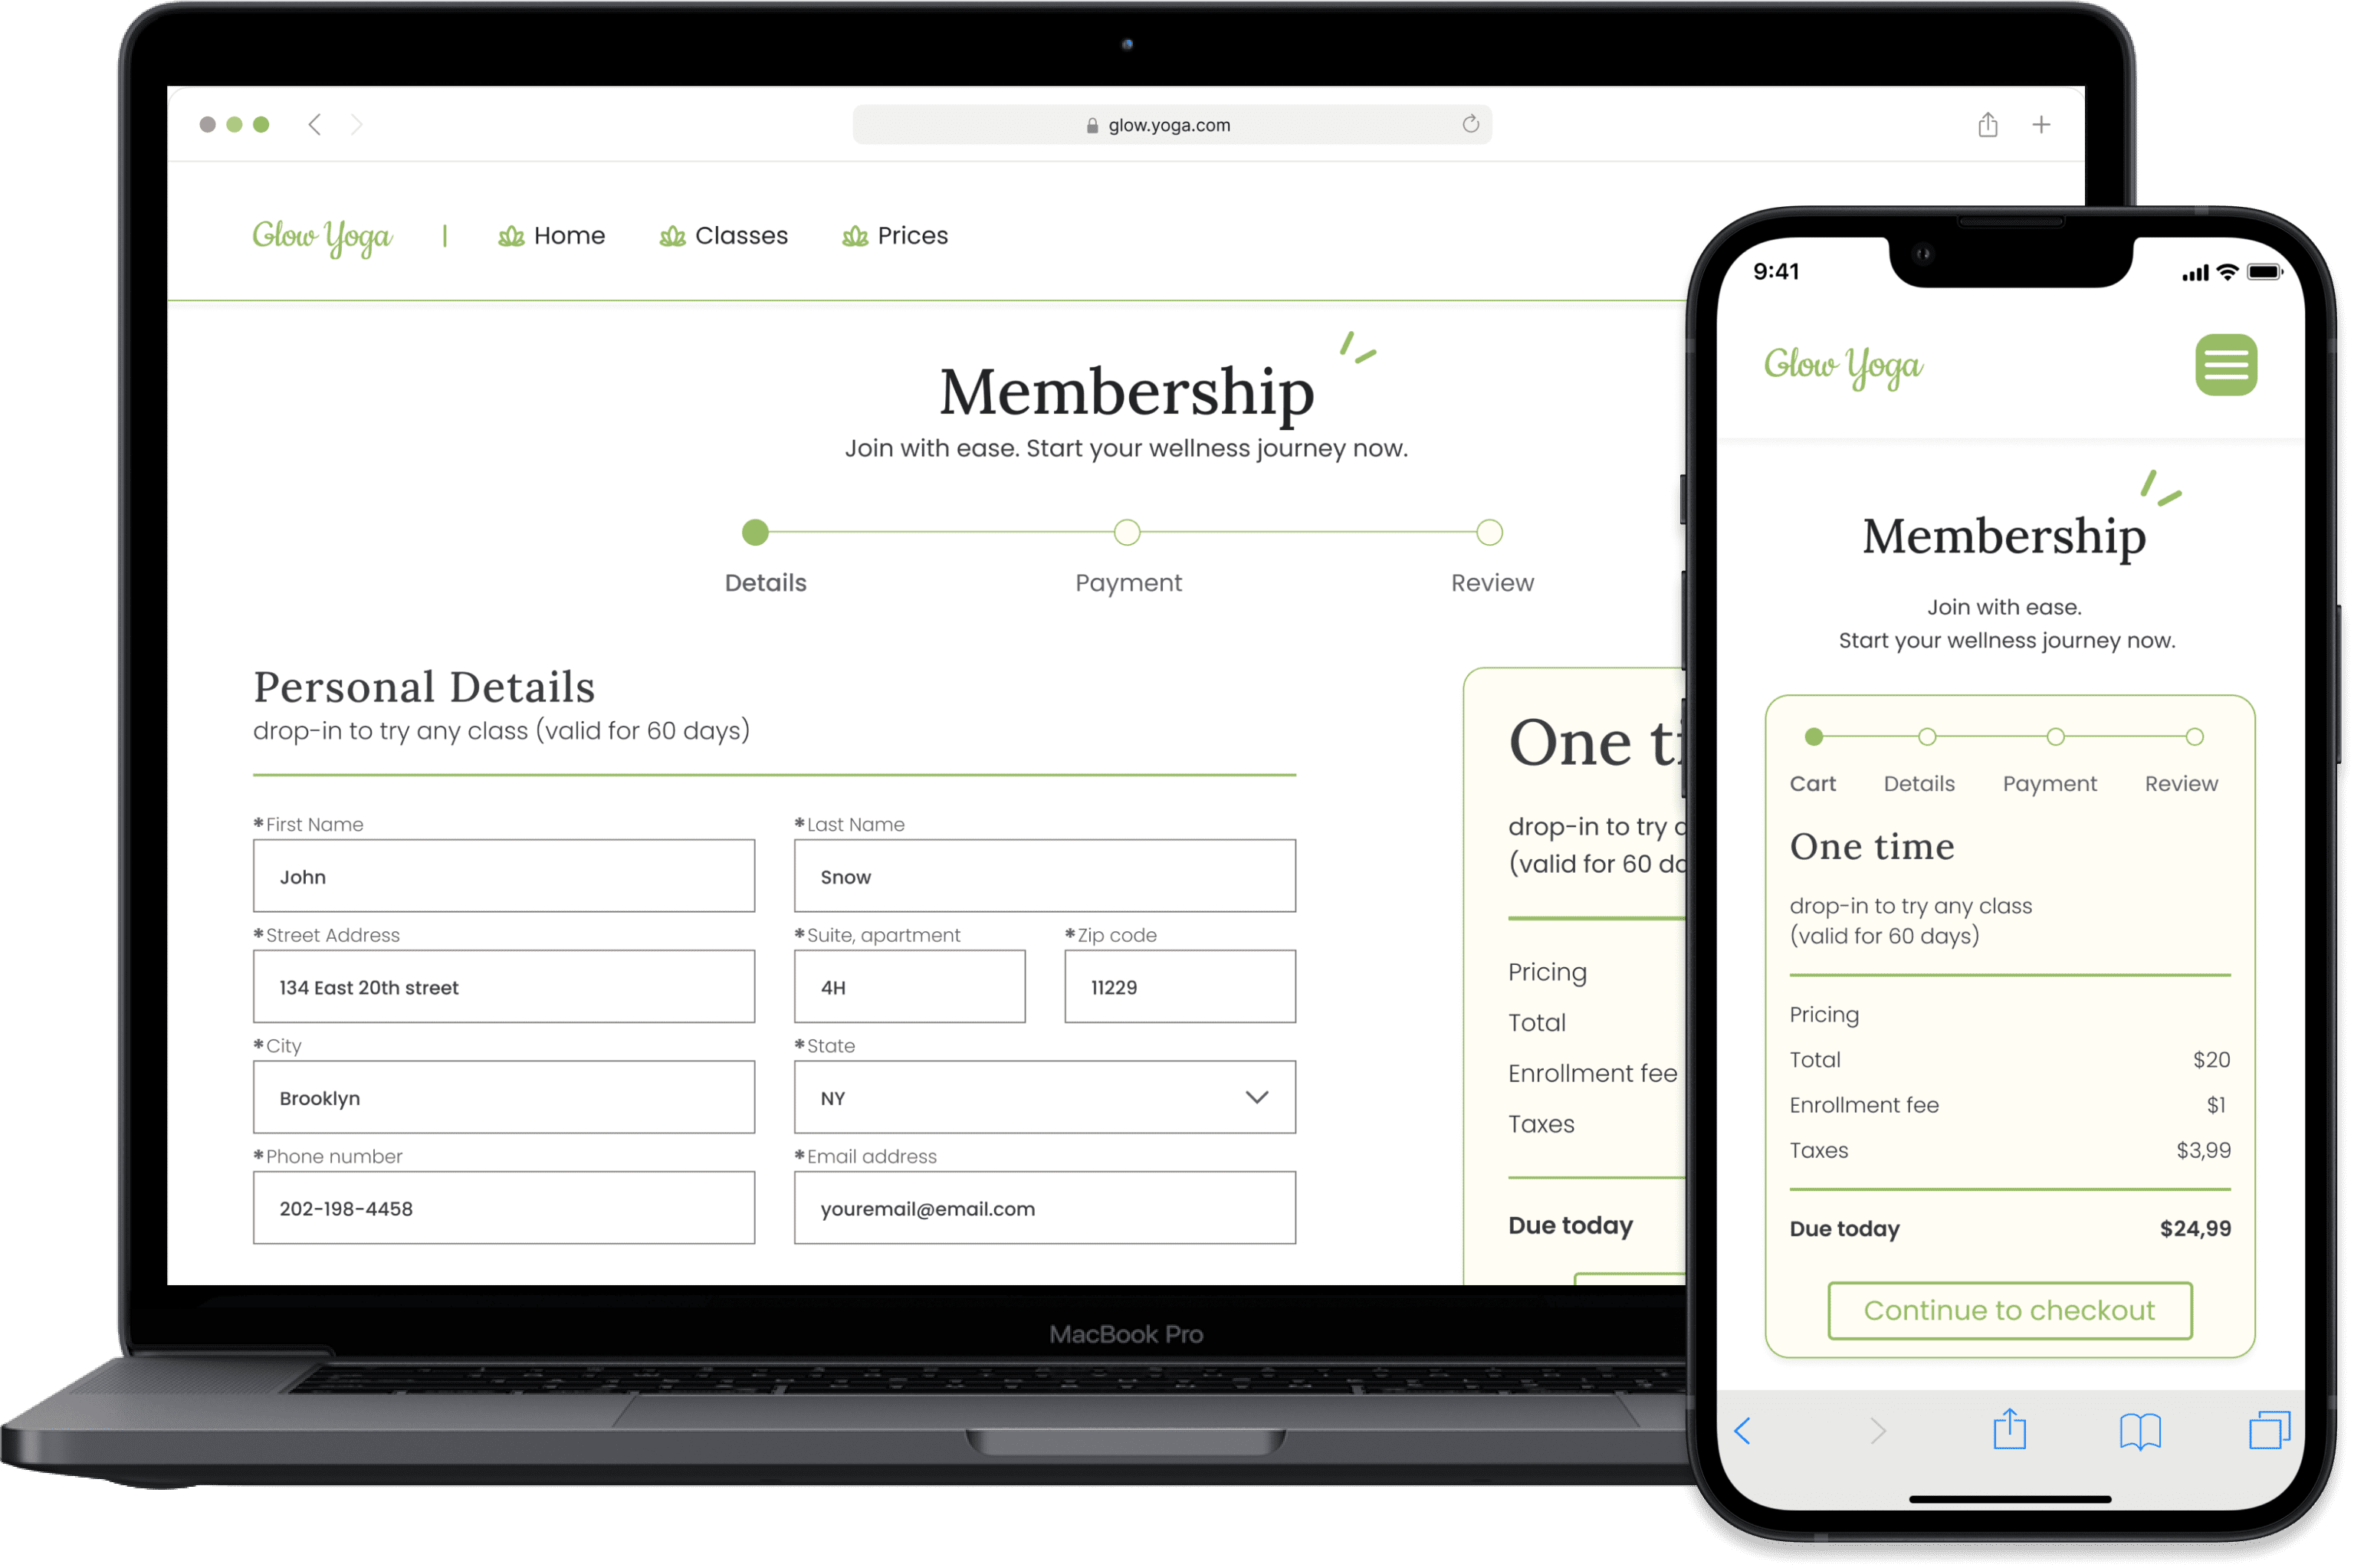 glow.yoga.com
Glow Yoga | Home Classes Prices
Membership
Join with ease. Start your wellness journey now.
Details Payment Review
Personal Details
drop-in to try any class (valid for 60 days)
*First Name *Last Name
John Snow
*Street Address *Suite, apartment *Zip code
134 East 20th street 4H 11229
*City *State
Brooklyn NY
*Phone number *Email address
202-198-4458 youremail@email.com
One ti
drop-in to try
(valid for 60 da
Pricing
Total
Enrollment fee
Taxes
Due today
MacBook Pro
9:41
Glow Yoga
Membership
Join with ease.
Start your wellness journey now.
Cart Details Payment Review
One time
drop-in to try any class
(valid for 60 days)
Pricing
Total $20
Enrollment fee $1
Taxes $3,99
Due today $24,99
Continue to checkout